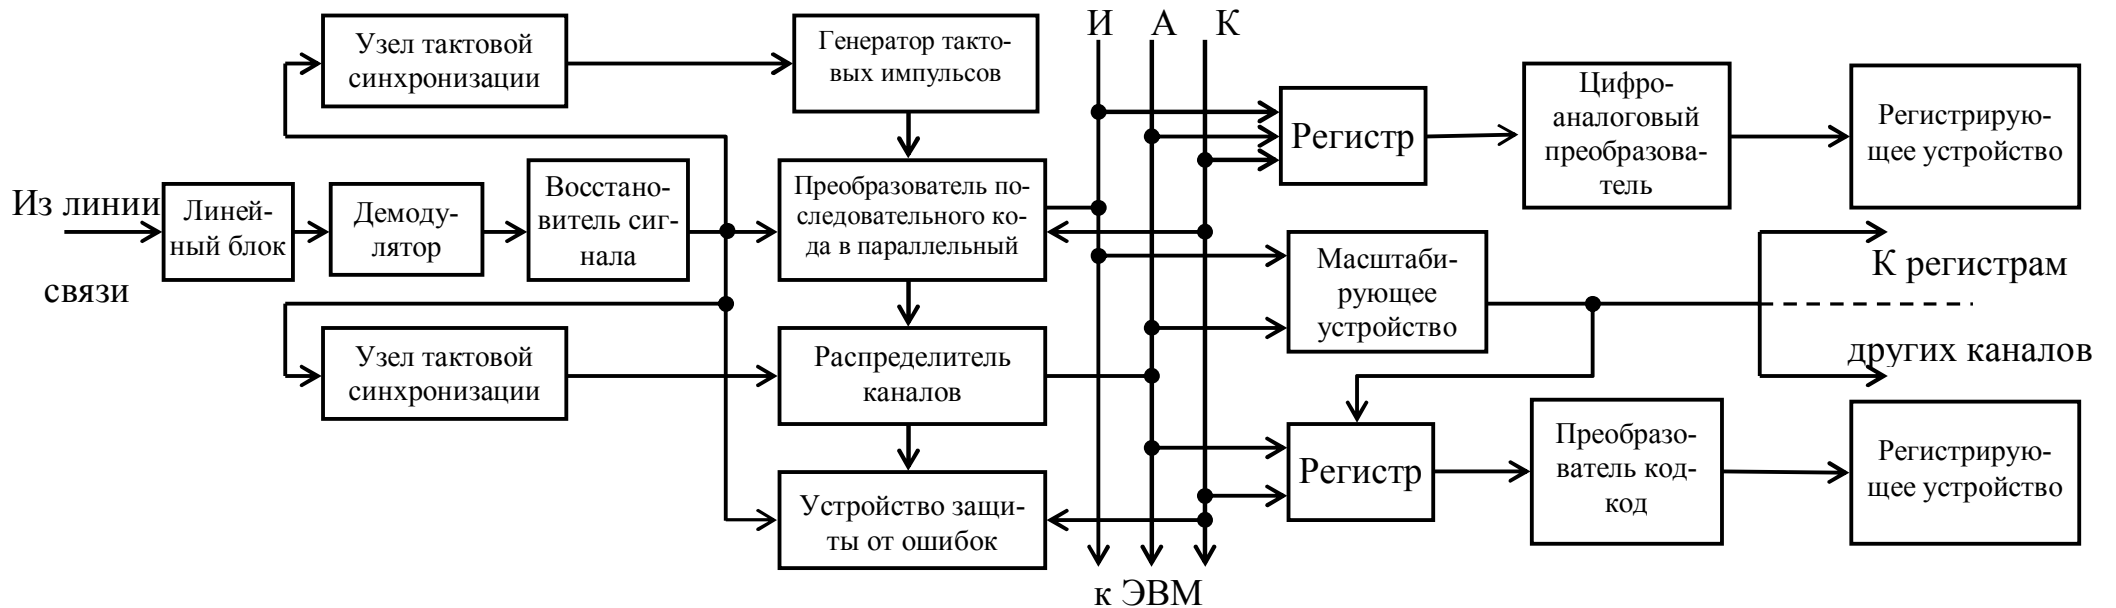 И А К
Узел тактовой
синхронизации
Генератор такто-
вых импульсов
Регистр
Цифро-
аналоговый
преобразова-
тель
Регистрирую-
щее устройство
Из линии
связи
Линей-
ный блок
Демоду-
лятор
Восстано-
витель сиг-
нала
Преобразователь по-
следовательного ко-
да в параллельный
Масштаби-
рующее
устройство
К регистрам
других каналов
Узел тактовой
синхронизации
Распределитель
каналов
Регистр
Преобразо-
ватель код-
код
Регистрирую-
щее устройство
Устройство защи-
ты от ошибок
к ЭВМ